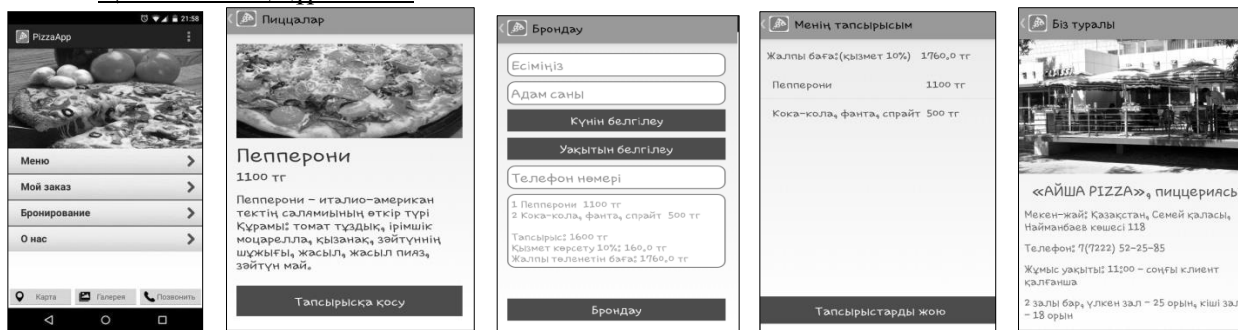 21:58
PizzaApp
Меню
Мой заказ
Бронирование
О нас
Карта
Галерея
Позвонить
Пиццалар
Пепперони
1100 тг
Пепперони – италио-американ
тектің салямиының өткір түрі
Құрамы: томат тұздық, ірімшік
моцарелла, қызанақ, зәйтүннің
шұжығы, жасыл, жасыл пияз,
зәйтүн май.
Тапсырысқа қосу
Брондау
Есіміңіз
Адам саны
Күнін белгілеу
Уақытын белгілеу
Телефон нөмері
1 Пепперони 1100 тг
2 Кока-кола, фанта, спрайт 500 тг
Тапсырыс: 1600 тг
Қызмет көрсету 10%: 160,0 тг
Жалпы төленетін баға: 1760,0 тг
Брондау
Менің тапсырысым
Жалпы баға:(қызмет 10%) 1760,0 тг
Пепперони 1100 тг
Кока-кола, фанта, спрайт 500 тг
Тапсырыстарды жою
Біз туралы
«АЙША PIZZA», пиццериясы
Мекен-жай: Қазақстан, Семей қаласы,
Найманбаев көшесі 118
Телефон: 7(7222) 52-25-85
Жұмыс уақыты: 11:00 – соңғы клиент
қалғанша
2 залы бар, үлкен зал – 25 орын, кіші зал
– 18 орын